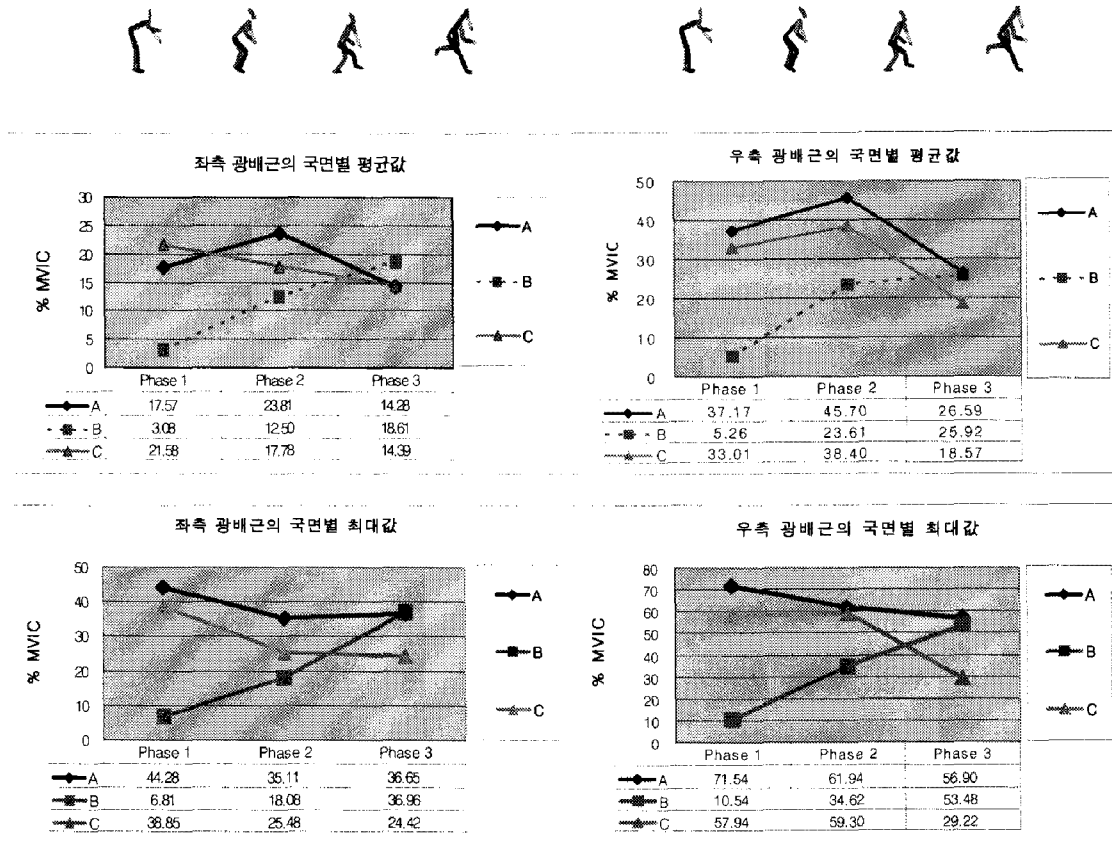 좌측 광배근의 국면별 평균값
30
25
20
15
10
5
0
% MVIC
A
B
C
Phase 1 Phase 2 Phase 3
A 17.57 23.81 14.28
B 3.08 12.50 18.61
C 21.58 17.78 14.39
우측 광배근의 국면별 평균값
50
40
30
20
10
0
% MVIC
A
B
C
Phase 1 Phase 2 Phase 3
A 37.17 45.70 26.59
B 5.26 23.61 25.92
C 33.01 38.40 18.57
좌측 광배근의 국면별 최대값
50
40
30
20
10
0
% MVIC
A
B
C
Phase 1 Phase 2 Phase 3
A 44.28 35.11 36.65
B 6.81 18.08 36.96
C 38.85 25.48 24.42
우측 광배근의 국면별 최대값
80
70
60
50
40
30
20
10
0
% MVIC
A
B
C
Phase 1 Phase 2 Phase 3
A 71.54 61.94 56.90
B 10.54 34.62 53.48
C 57.94 59.30 29.22